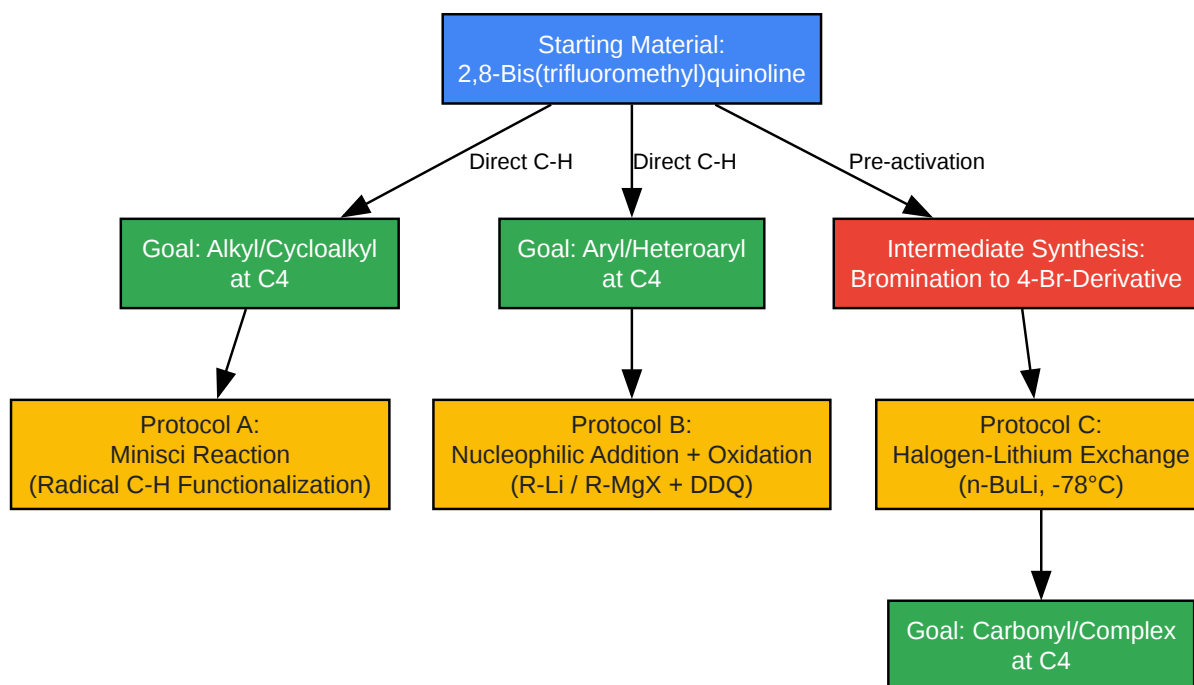 Starting Material:
2,8-Bis(trifluoromethyl)quinoline
Direct C-H
Direct C-H
Pre-activation
Goal: Alkyl/Cycloalkyl
at C4
Goal: Aryl/Heteroaryl
at C4
Intermediate Synthesis:
Bromination to 4-Br-Derivative
Protocol A:
Minisci Reaction
(Radical C-H Functionalization)
Protocol B:
Nucleophilic Addition + Oxidation
(R-Li / R-MgX + DDQ)
Protocol C:
Halogen-Lithium Exchange
(n-BuLi, -78°C)
Goal: Carbonyl/Complex
at C4